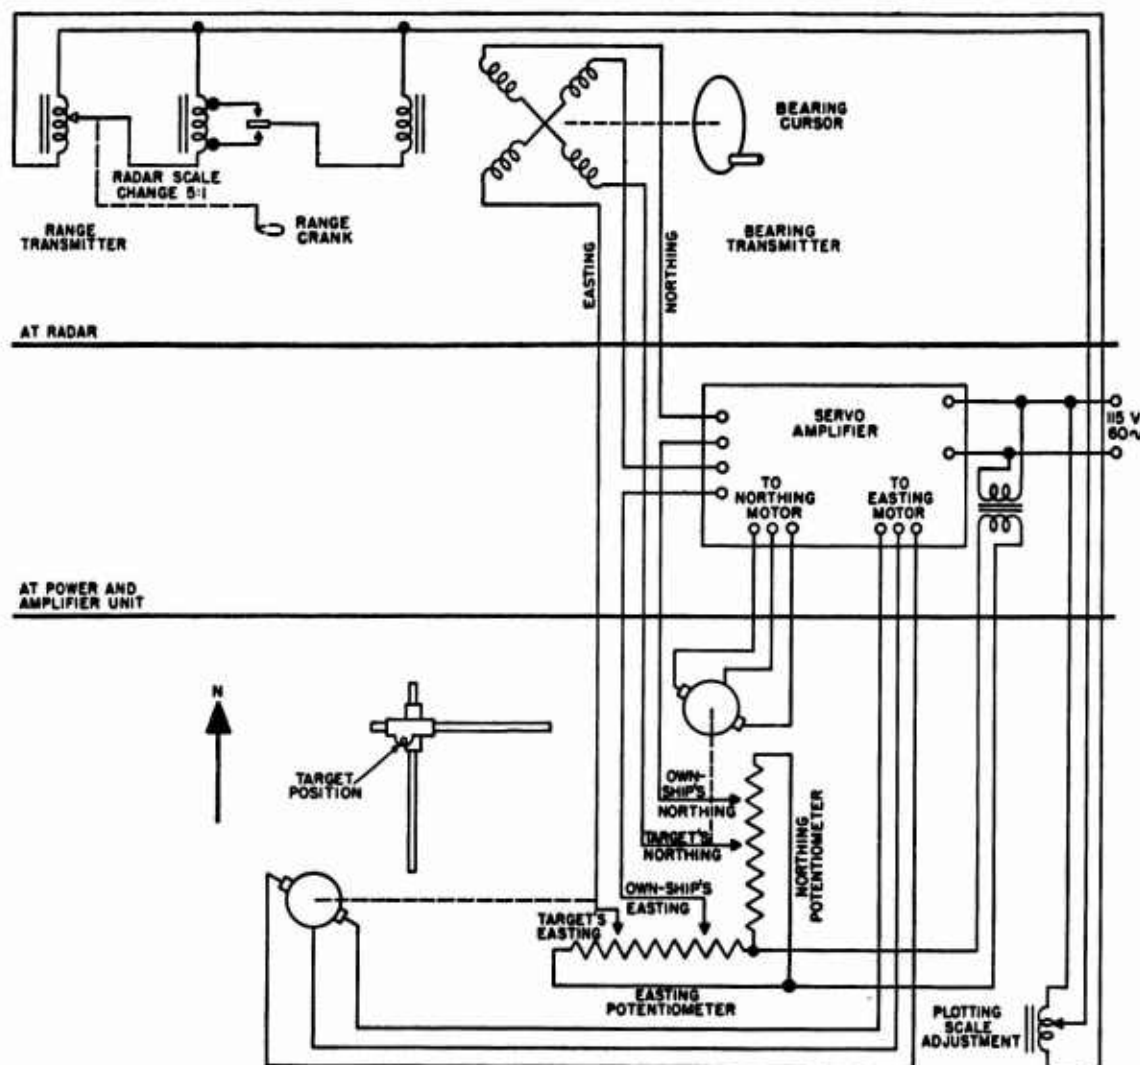 BEARING
CURSOR
RADAR SCALE
CHANGE 5:1
RANGE
TRANSMITTER
RANGE
CRANK
BEARING
TRANSMITTER
EASTING
NORTHING
AT RADAR
SERVO
AMPLIFIER
115 V
60~
TO
NORTHING
MOTOR
TO
EASTING
MOTOR
AT POWER AND
AMPLIFIER UNIT
N
TARGET
POSITION
OWN-
SHIP'S
NORTHING
TARGET'S
NORTHING
NORTHING
POTENTIOMETER
OWN-SHIP'S
EASTING
TARGET'S
EASTING
EASTING
POTENTIOMETER
PLOTTING
SCALE
ADJUSTMENT